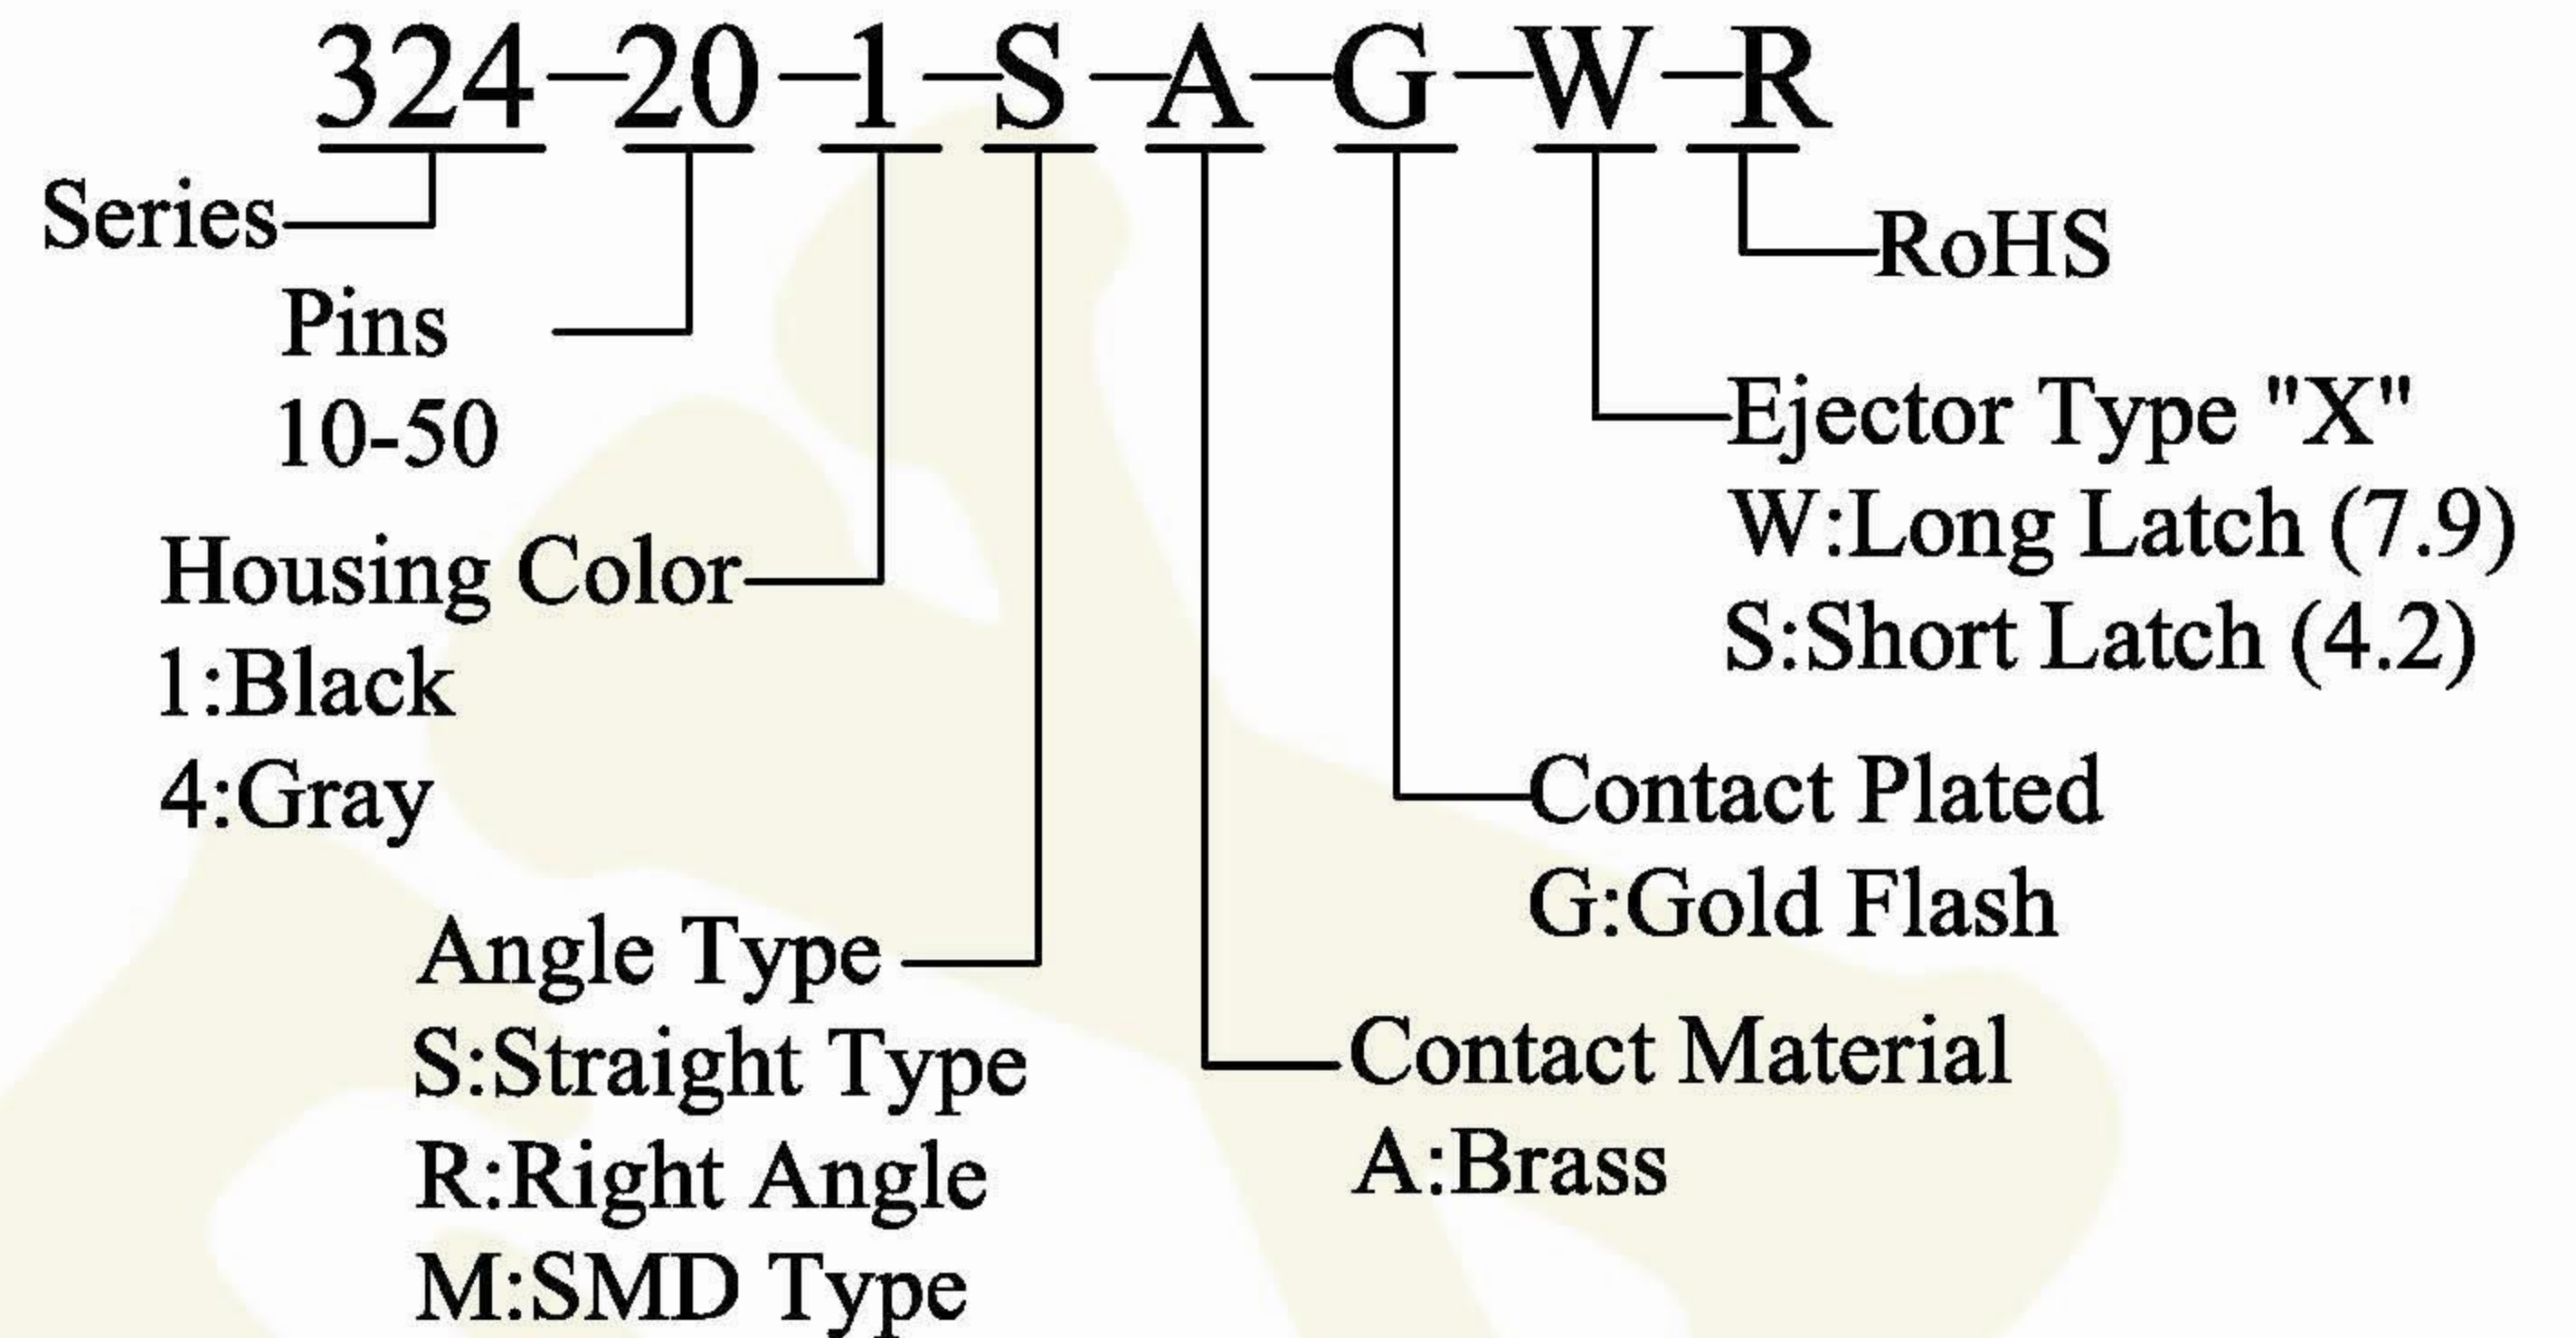 324-20-1-S-A-G-W-R
Series
Pins
10-50
Housing Color
1:Black
4:Gray
Angle Type
S:Straight Type
R:Right Angle
M:SMD Type
RoHS
Ejector Type "X"
W:Long Latch (7.9)
S:Short Latch (4.2)
Contact Plated
G:Gold Flash
Contact Material
A:Brass